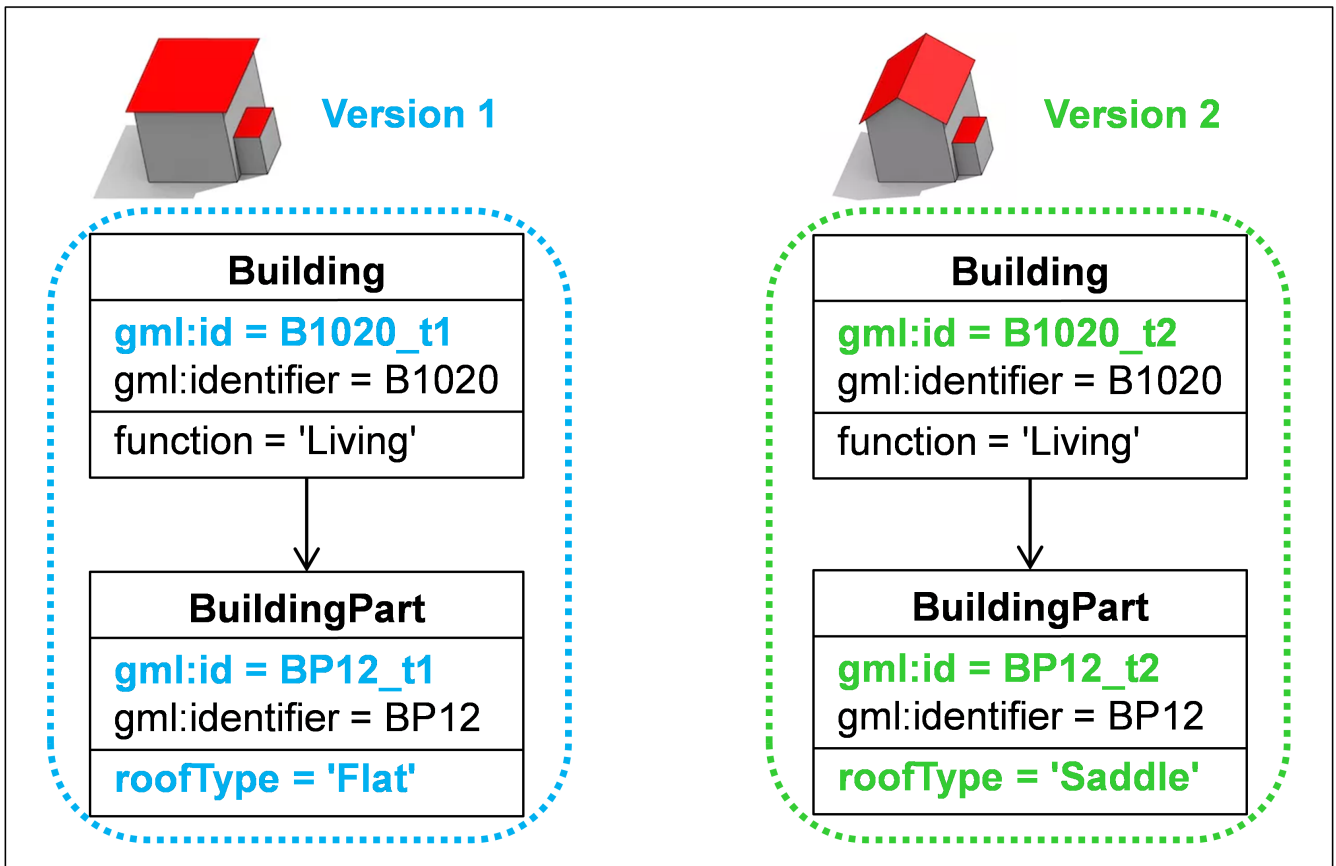 Version 1
Building
gml:id = B1020_t1
gml:identifier = B1020
function = 'Living'
BuildingPart
gml:id = BP12_t1
gml:identifier = BP12
roofType = 'Flat'
Version 2
Building
gml:id = B1020_t2
gml:identifier = B1020
function = 'Living'
BuildingPart
gml:id = BP12_t2
gml:identifier = BP12
roofType = 'Saddle'